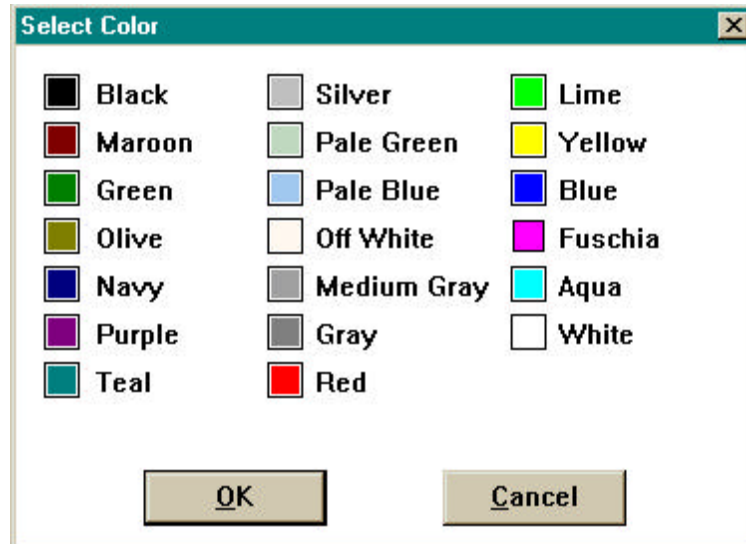 Select Color
Black
Maroon
Green
Olive
Navy
Purple
Teal
Silver
Pale Green
Pale Blue
Off White
Medium Gray
Gray
Red
Lime
Yellow
Blue
Fuschia
Aqua
White
OK
Cancel